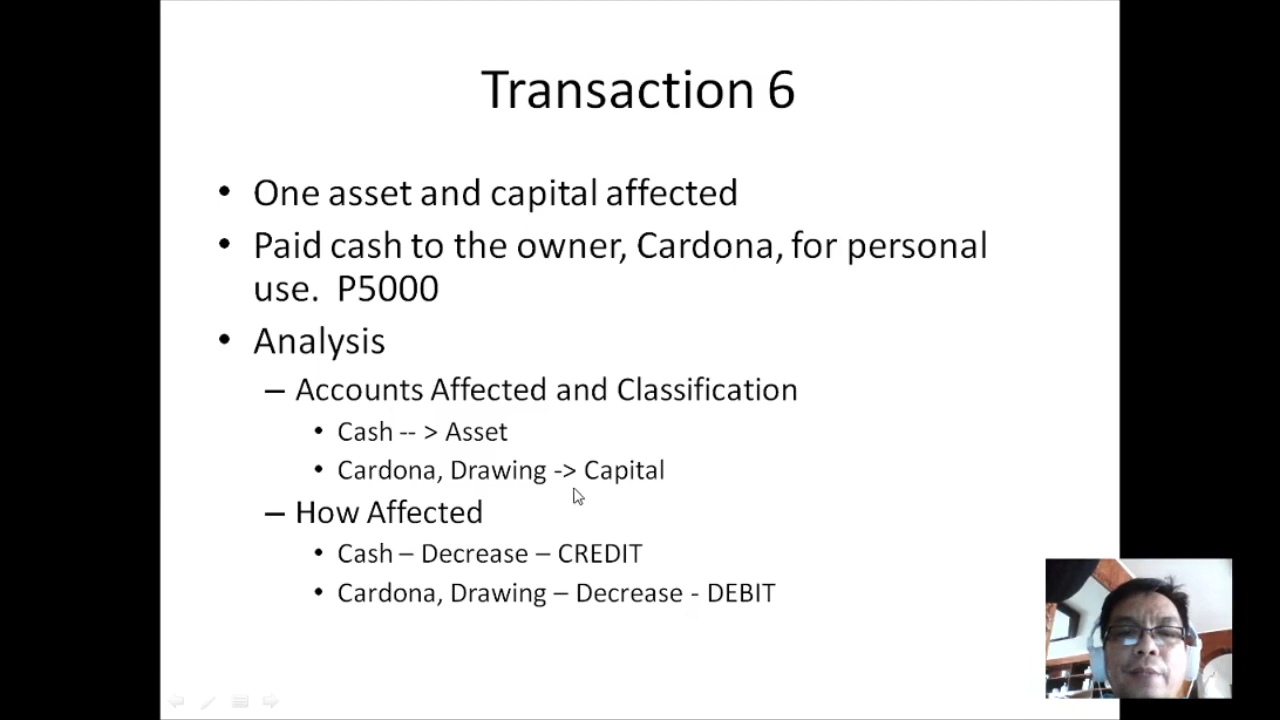 Transaction 6
• One asset and capital affected
• Paid cash to the owner, Cardona, for personal
use.  P5000
• Analysis
– Accounts Affected and Classification
• Cash -- > Asset
• Cardona, Drawing -> Capital
– How Affected
• Cash – Decrease – CREDIT
• Cardona, Drawing – Decrease - DEBIT